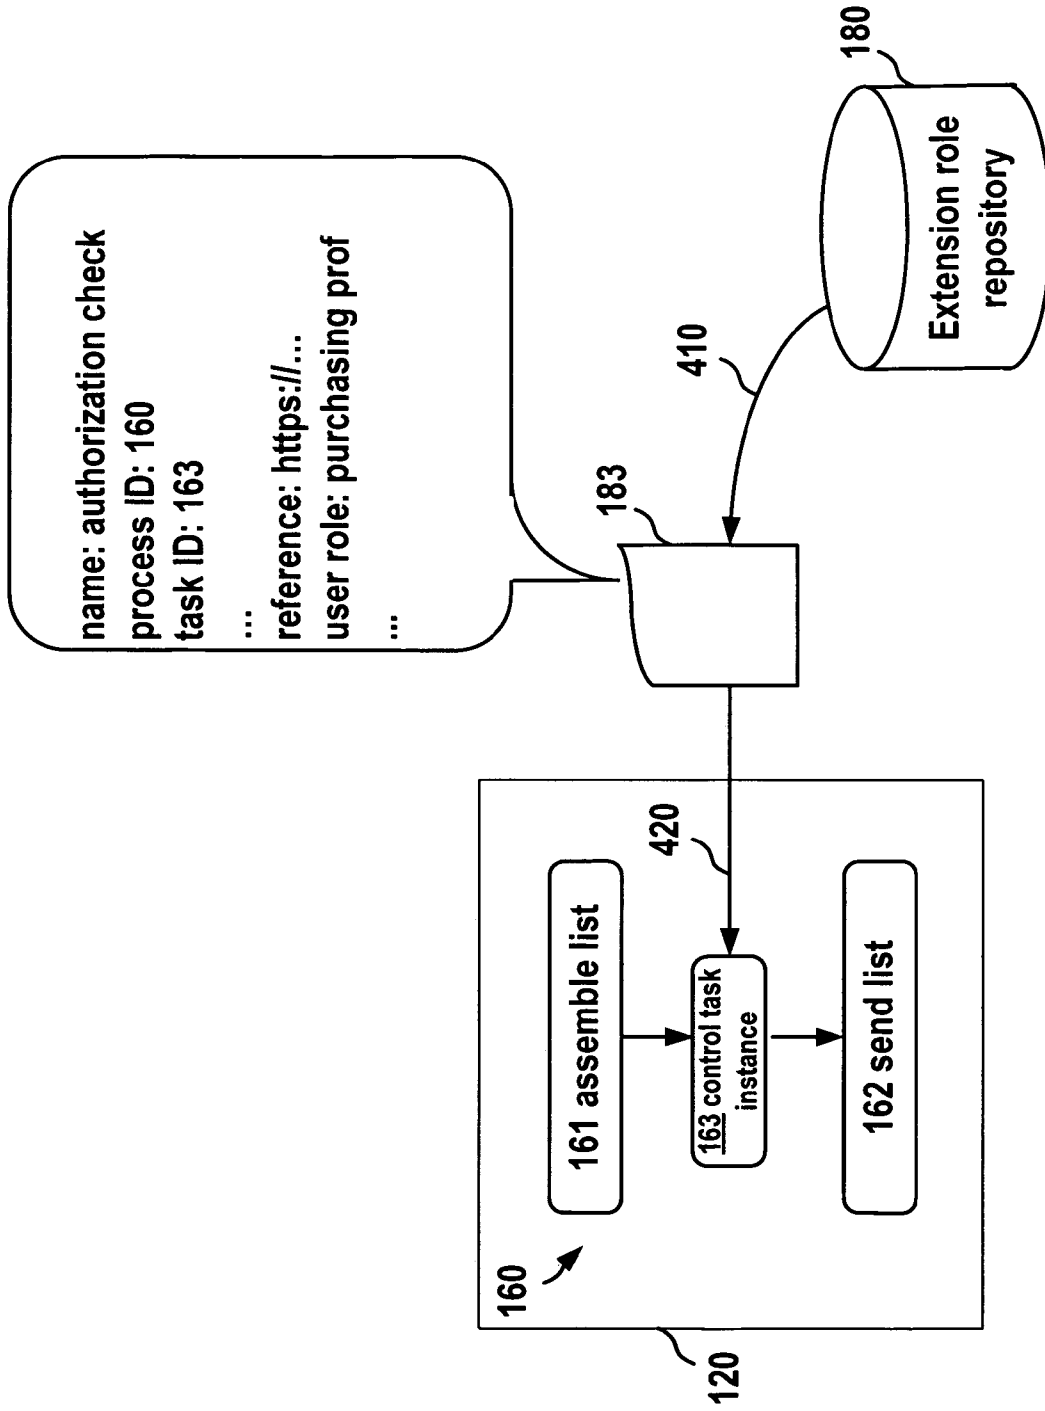 name: authorization check
process ID: 160
task ID: 163
...
reference: https://...
user role: purchasing prof
...
160
161 assemble list
163 control task
instance
162 send list
420
120
183
410
180
Extension role
repository